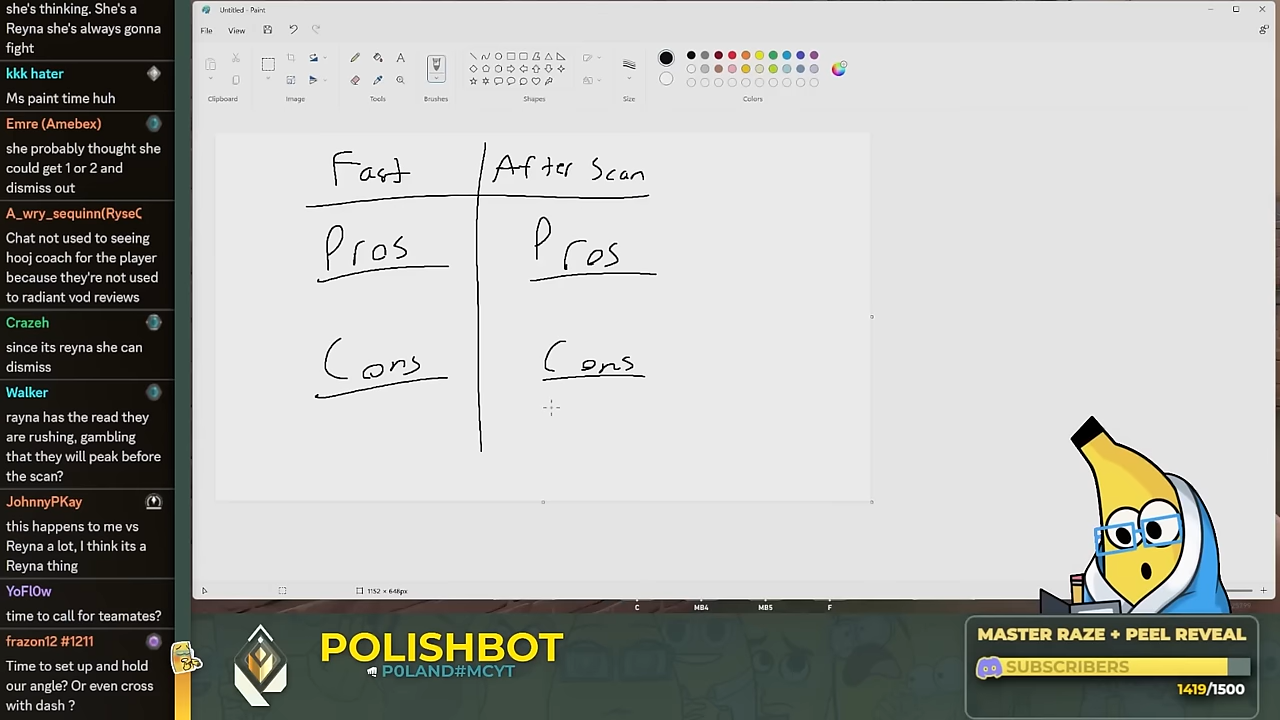 she's thinking. She's a
Reyna she's always gonna
fight
kkk hater
Ms paint time huh
Emre (Amebex)
she probably thought she
could get 1 or 2 and
dismiss out
A_wry_sequinn(RyseC
Chat not used to seeing
hooj coach for the player
because they're not used
to radiant vod reviews
Crazeh
since its reyna she can
dismiss
Walker
rayna has the read they
are rushing, gambling
that they will peak before
the scan?
JohnnyPKay
this happens to me vs
Reyna a lot, I think its a
Reyna thing
YoFl0w
time to call for teamates?
frazon12 #1211
Time to set up and hold
our angle? Or even cross
with dash ?
Untitled - Paint
File View
Clipboard Image Tools Brushes Shapes Size Colors
Fast After Scan
Pros Pros
Cons Cons
1152 × 648px
C MB4 MB5 F
POLISHBOT
P0LAND#MCYT
MASTER RAZE + PEEL REVEAL
SUBSCRIBERS
1419/1500